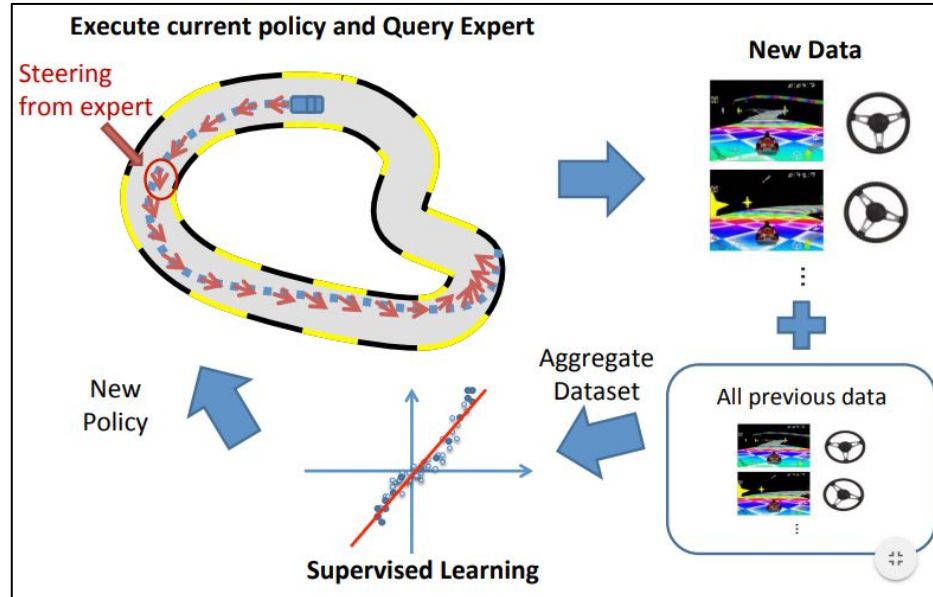 Execute current policy and Query Expert
Steering
from expert
New Data
...
All previous data
...
Aggregate
Dataset
Supervised Learning
New
Policy